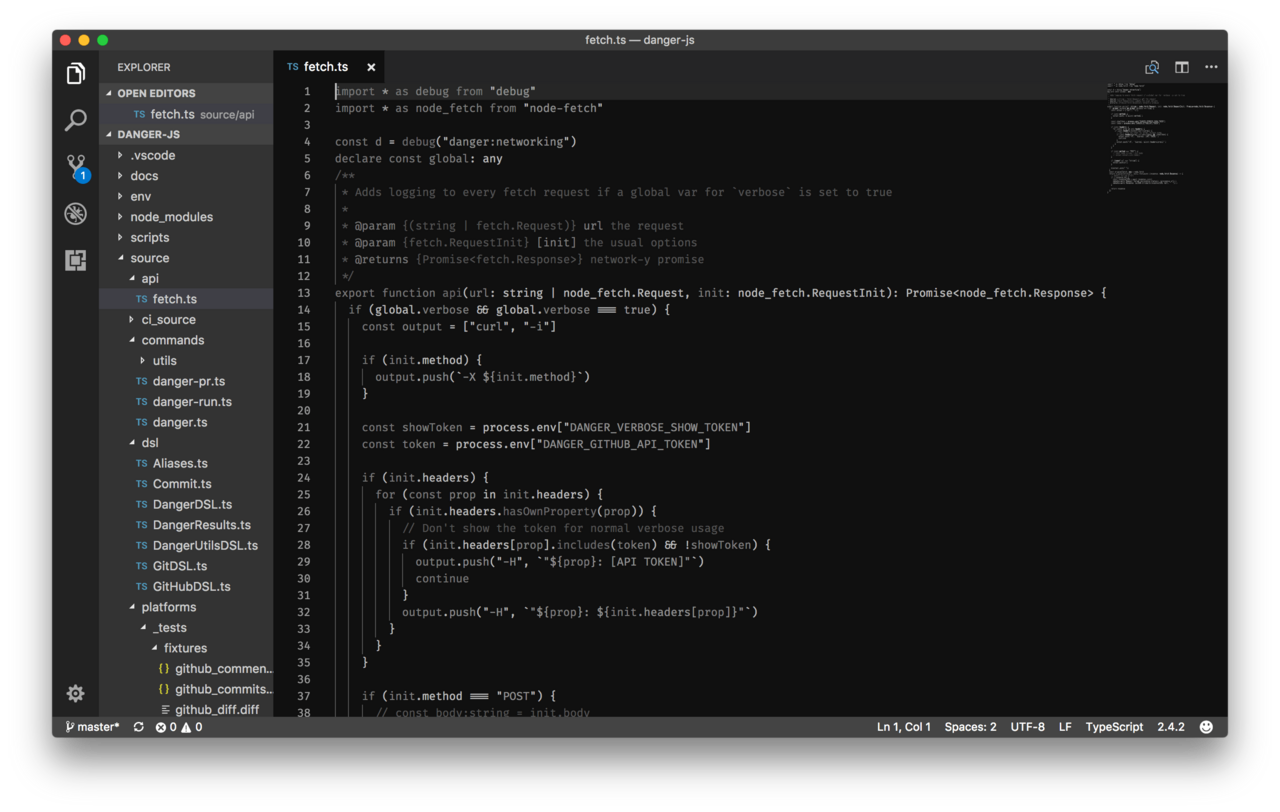 fetch.ts — danger-js
EXPLORER
OPEN EDITORS
TS fetch.ts source/api
DANGER-JS
.vscode
docs
env
node_modules
scripts
source
api
TS fetch.ts
ci_source
commands
utils
TS danger-pr.ts
TS danger-run.ts
TS danger.ts
dsl
TS Aliases.ts
TS Commit.ts
TS DangerDSL.ts
TS DangerResults.ts
TS DangerUtilsDSL.ts
TS GitDSL.ts
TS GitHubDSL.ts
platforms
_tests
fixtures
{} github_commen...
{} github_commits...
github_diff.diff
1
TS fetch.ts ×
1 import * as debug from "debug"
2 import * as node_fetch from "node-fetch"
3
4 const d = debug("danger:networking")
5 declare const global: any
6 /**
7 * Adds logging to every fetch request if a global var for `verbose` is set to true
8 *
9 * @param {(string | fetch.Request)} url the request
10 * @param {fetch.RequestInit} [init] the usual options
11 * @returns {Promise<fetch.Response>} network-y promise
12 */
13 export function api(url: string | node_fetch.Request, init: node_fetch.RequestInit): Promise<node_fetch.Response> {
14 if (global.verbose && global.verbose === true) {
15 const output = ["curl", "-i"]
16
17 if (init.method) {
18 output.push(`-X ${init.method}`)
19 }
20
21 const showToken = process.env["DANGER_VERBOSE_SHOW_TOKEN"]
22 const token = process.env["DANGER_GITHUB_API_TOKEN"]
23
24 if (init.headers) {
25 for (const prop in init.headers) {
26 if (init.headers.hasOwnProperty(prop)) {
27 // Don't show the token for normal verbose usage
28 if (init.headers[prop].includes(token) && !showToken) {
29 output.push("-H", `"${prop}: [API TOKEN]"`)
30 continue
31 }
32 output.push("-H", `"${prop}: ${init.headers[prop]}"`)
33 }
34 }
35 }
36
37 if (init.method === "POST") {
38 // const body:string = init.body
master* 0 0 Ln 1, Col 1 Spaces: 2 UTF-8 LF TypeScript 2.4.2